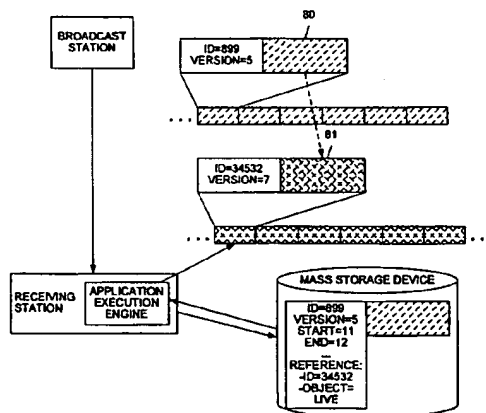 80
BROADCAST
STATION
ID=899
VERSION=5
...
81
ID=34532
VERSION=7
... ...
RECEIVING
STATION
APPLICATION
EXECUTION
ENGINE
MASS STORAGE DEVICE
ID=899
VERSION=5
START=11
END=12
...
REFERENCE:
-ID=34532
-OBJECT=
LIVE